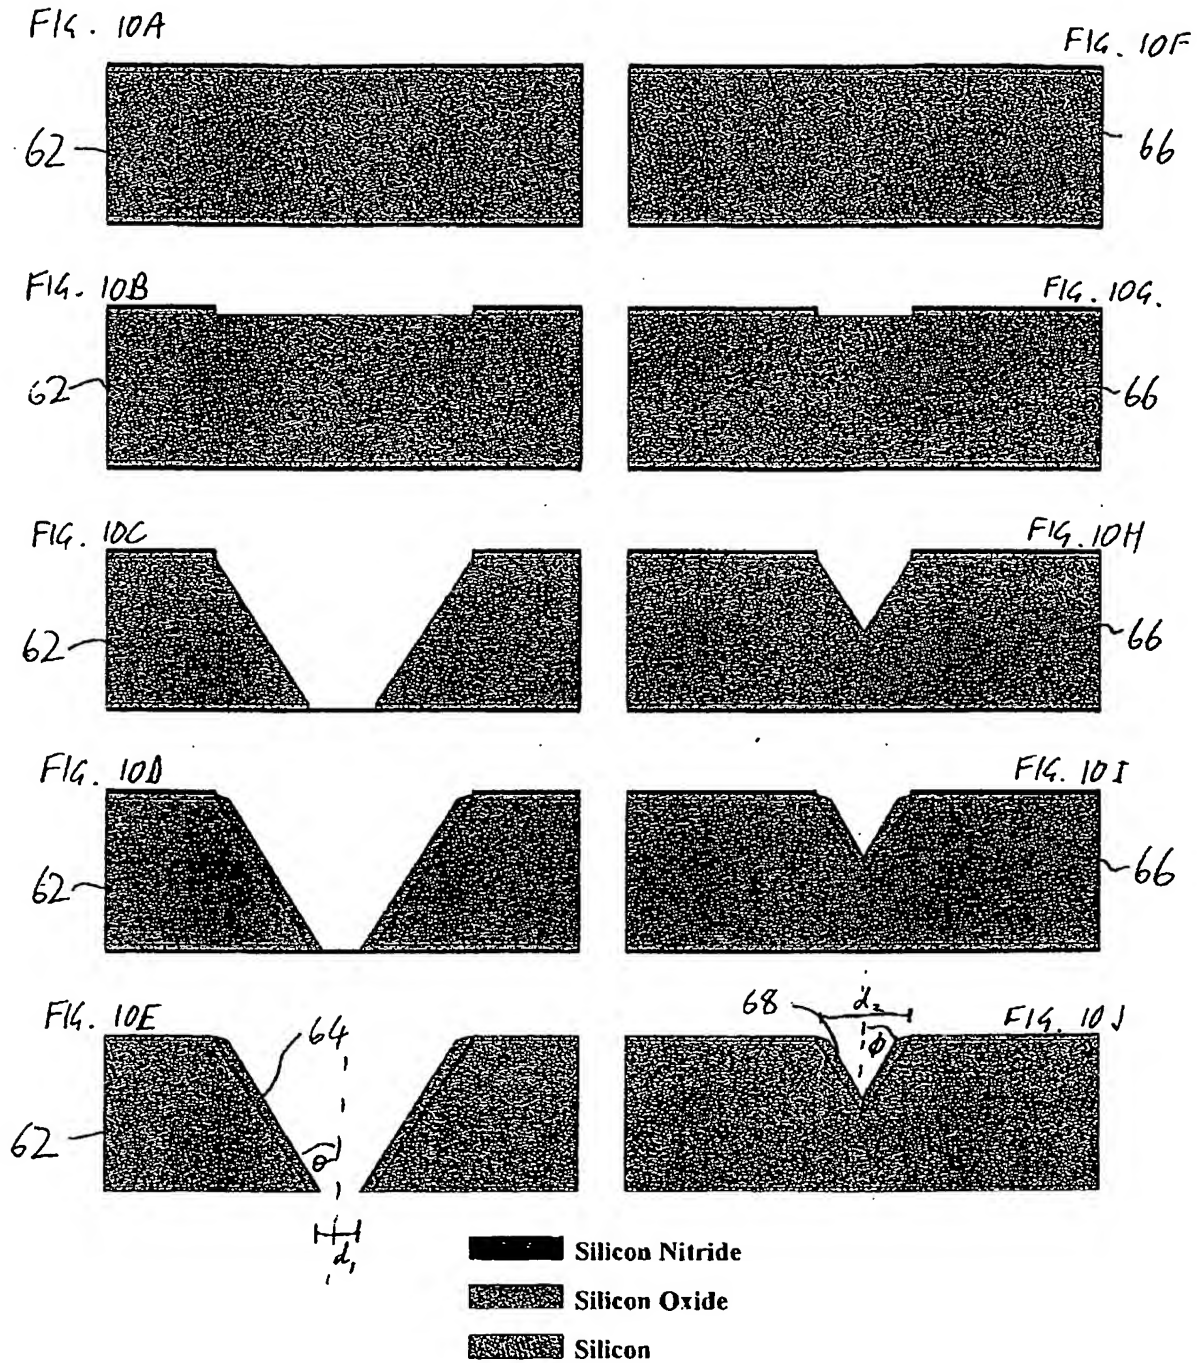 FIG. 10A
FIG. 10F
62
66
FIG. 10B
FIG. 10G.
62
66
FIG. 10C
FIG. 10H
62
66
FIG. 10D
FIG. 10I
62
66
FIG. 10E
64
68
d₂
FIG. 10J
ϕ
62
θ
d₁
Silicon Nitride
Silicon Oxide
Silicon